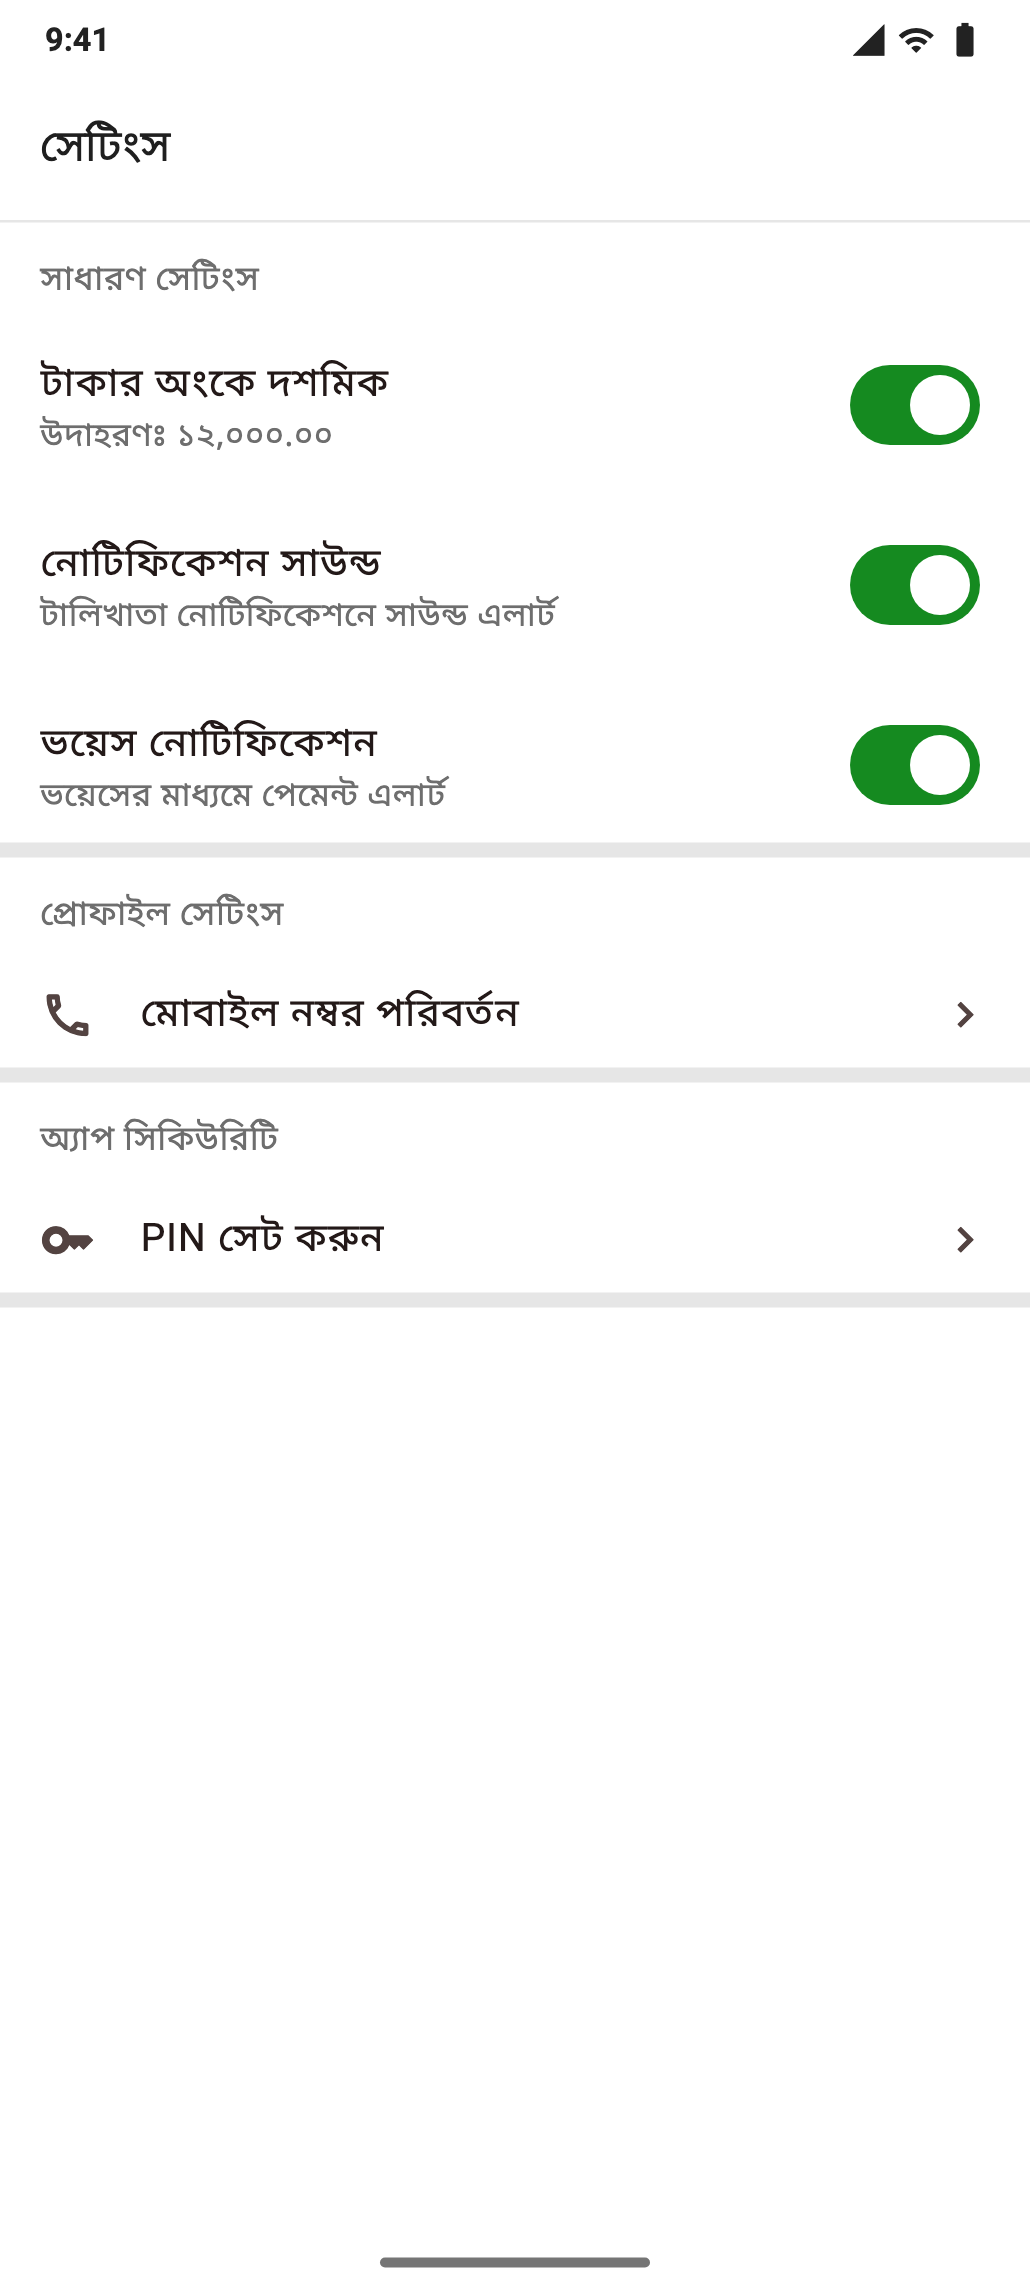 9:41
সেটিংস
সাধারণ সেটিংস
টাকার অংকে দশমিক
উদাহরণঃ ১২,০০০.০০
নোটিফিকেশন সাউন্ড
টালিখাতা নোটিফিকেশনে সাউন্ড এলার্ট
ভয়েস নোটিফিকেশন
ভয়েসের মাধ্যমে পেমেন্ট এলার্ট
প্রোফাইল সেটিংস
মোবাইল নম্বর পরিবর্তন
অ্যাপ সিকিউরিটি
PIN সেট করুন